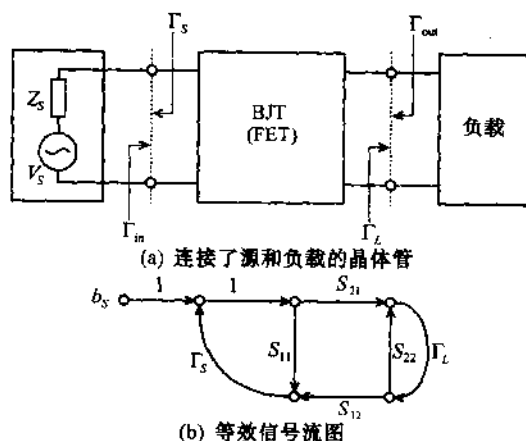 Γ_S
Γ_out
Z_S
V_S
BJT
(FET)
负载
Γ_in
Γ_L
(a) 连接了源和负载的晶体管
b_S
1
1
S_21
Γ_S
S_11
S_22
Γ_L
S_12
(b) 等效信号流图